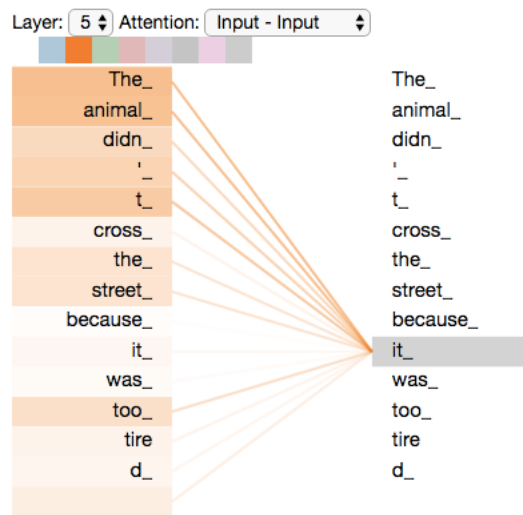 Layer: 5 Attention: Input - Input
The_ The_
animal_ animal_
didn_ didn_
'_ '_
t_ t_
cross_ cross_
the_ the_
street_ street_
because_ because_
it_ it_
was_ was_
too_ too_
tire tire
d_ d_